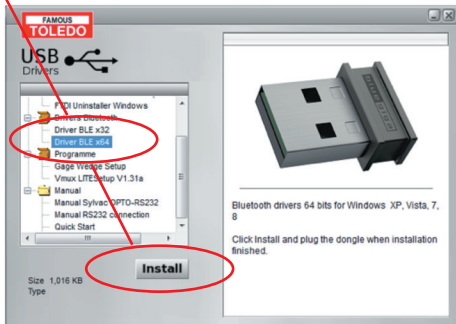 FAMOUS
TOLEDO
USB
Drivers
FTDI Uninstaller Windows
Drivers Bluetooth
Driver BLE x32
Driver BLE x64
Programme
Gage Wedge Setup
Vmux LITESetup V1.31a
Manual
Manual Sylvac OPTO-RS232
Manual RS232 connection
Quick Start
Install
Size 1,016 KB
Type
Bluetooth drivers 64 bits for Windows XP, Vista, 7,
8
Click Install and plug the dongle when installation
finished.